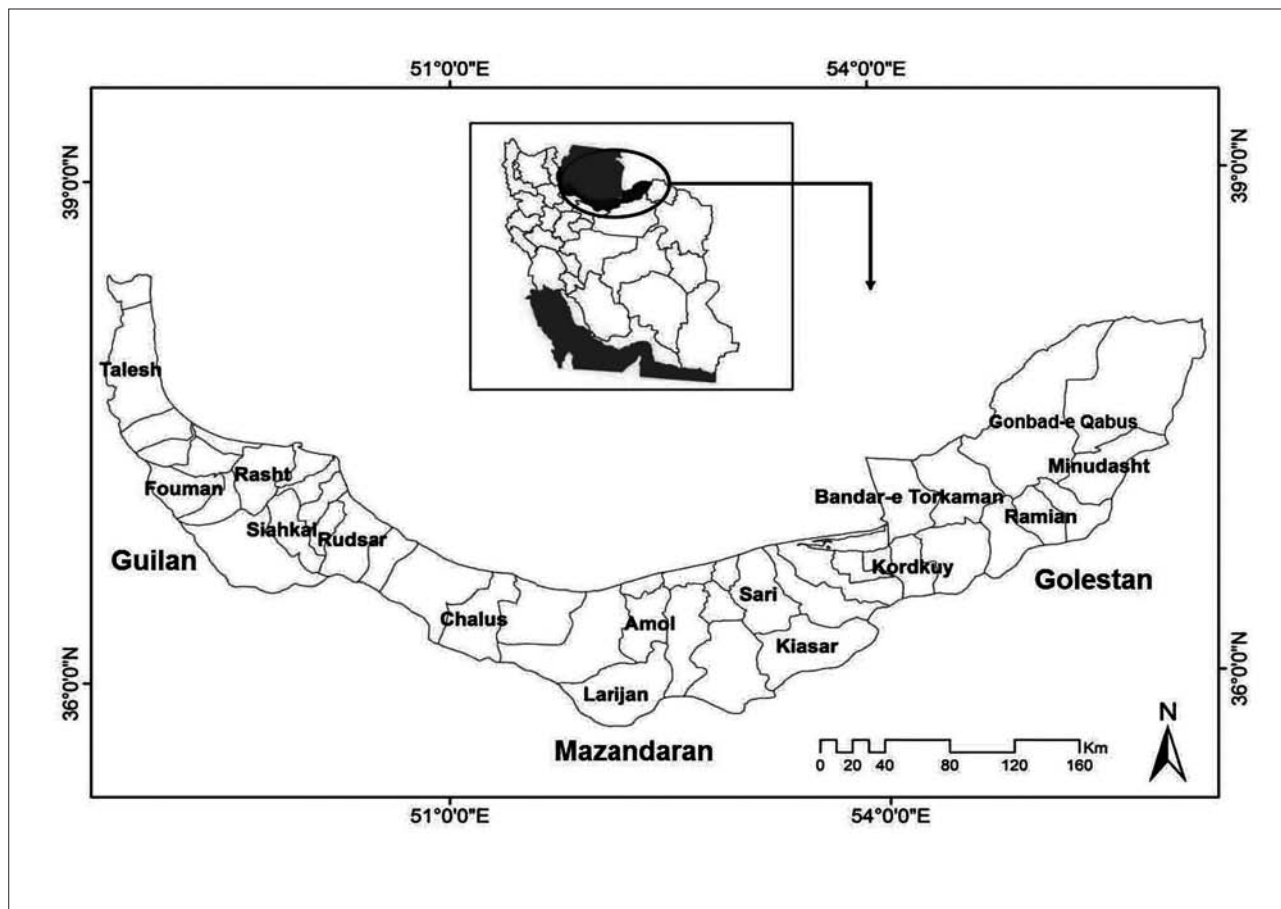 51°0'0"E
54°0'0"E
39°0'0"N
39°0'0"N
Talesh
Gonbad-e Qabus
Minudasht
Rasht
Fouman
Bandar-e Torkaman
Ramian
Siahkal
Rudsar
Guilan
Kordkuy
Golestan
Sari
Chalus
Amol
Kiasar
36°0'0"N
36°0'0"N
Larijan
Mazandaran
N
Km
0 20 40 80 120 160
51°0'0"E
54°0'0"E